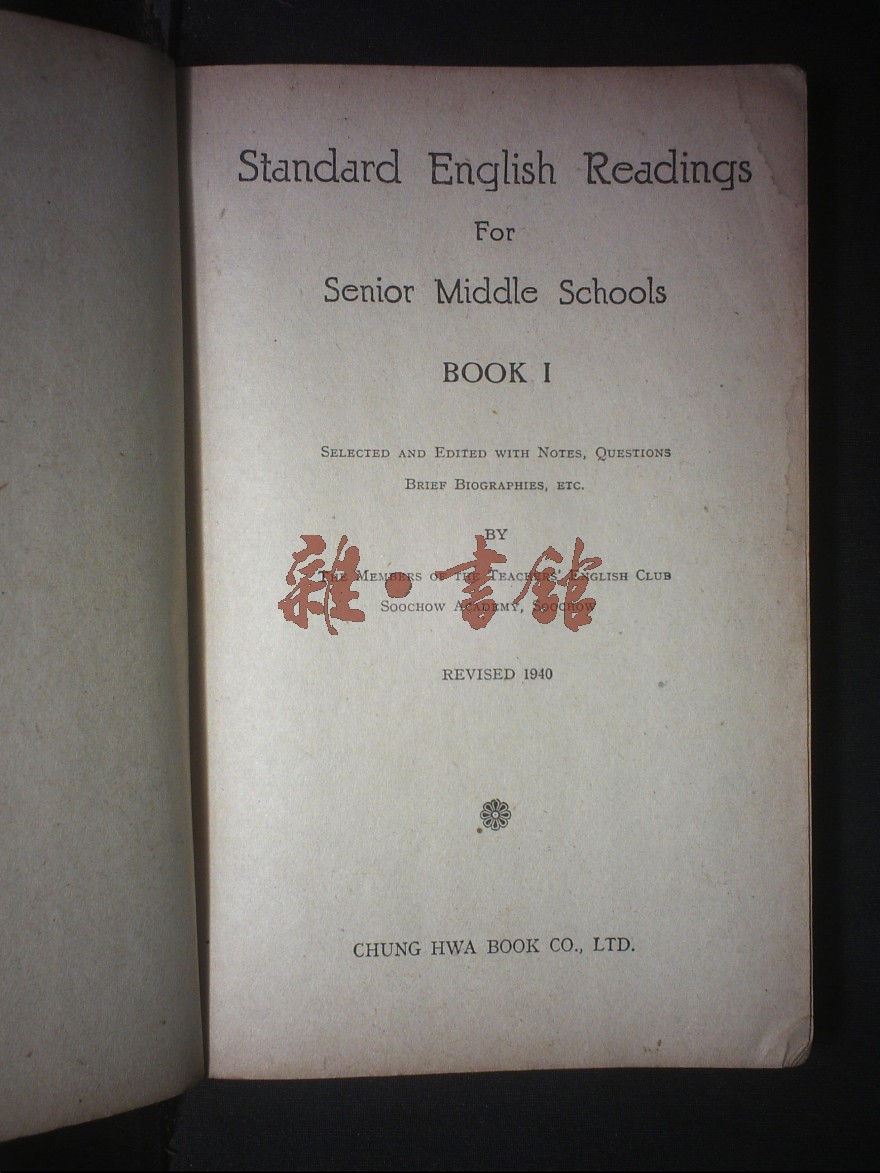 Standard English Readings
For
Senior Middle Schools
BOOK I
SELECTED AND EDITED WITH NOTES, QUESTIONS
BRIEF BIOGRAPHIES, ETC.
BY
THE MEMBERS OF THE TEACHERS' ENGLISH CLUB
SOOCHOW ACADEMY, SOOCHOW
雜·書館
REVISED 1940
CHUNG HWA BOOK CO., LTD.